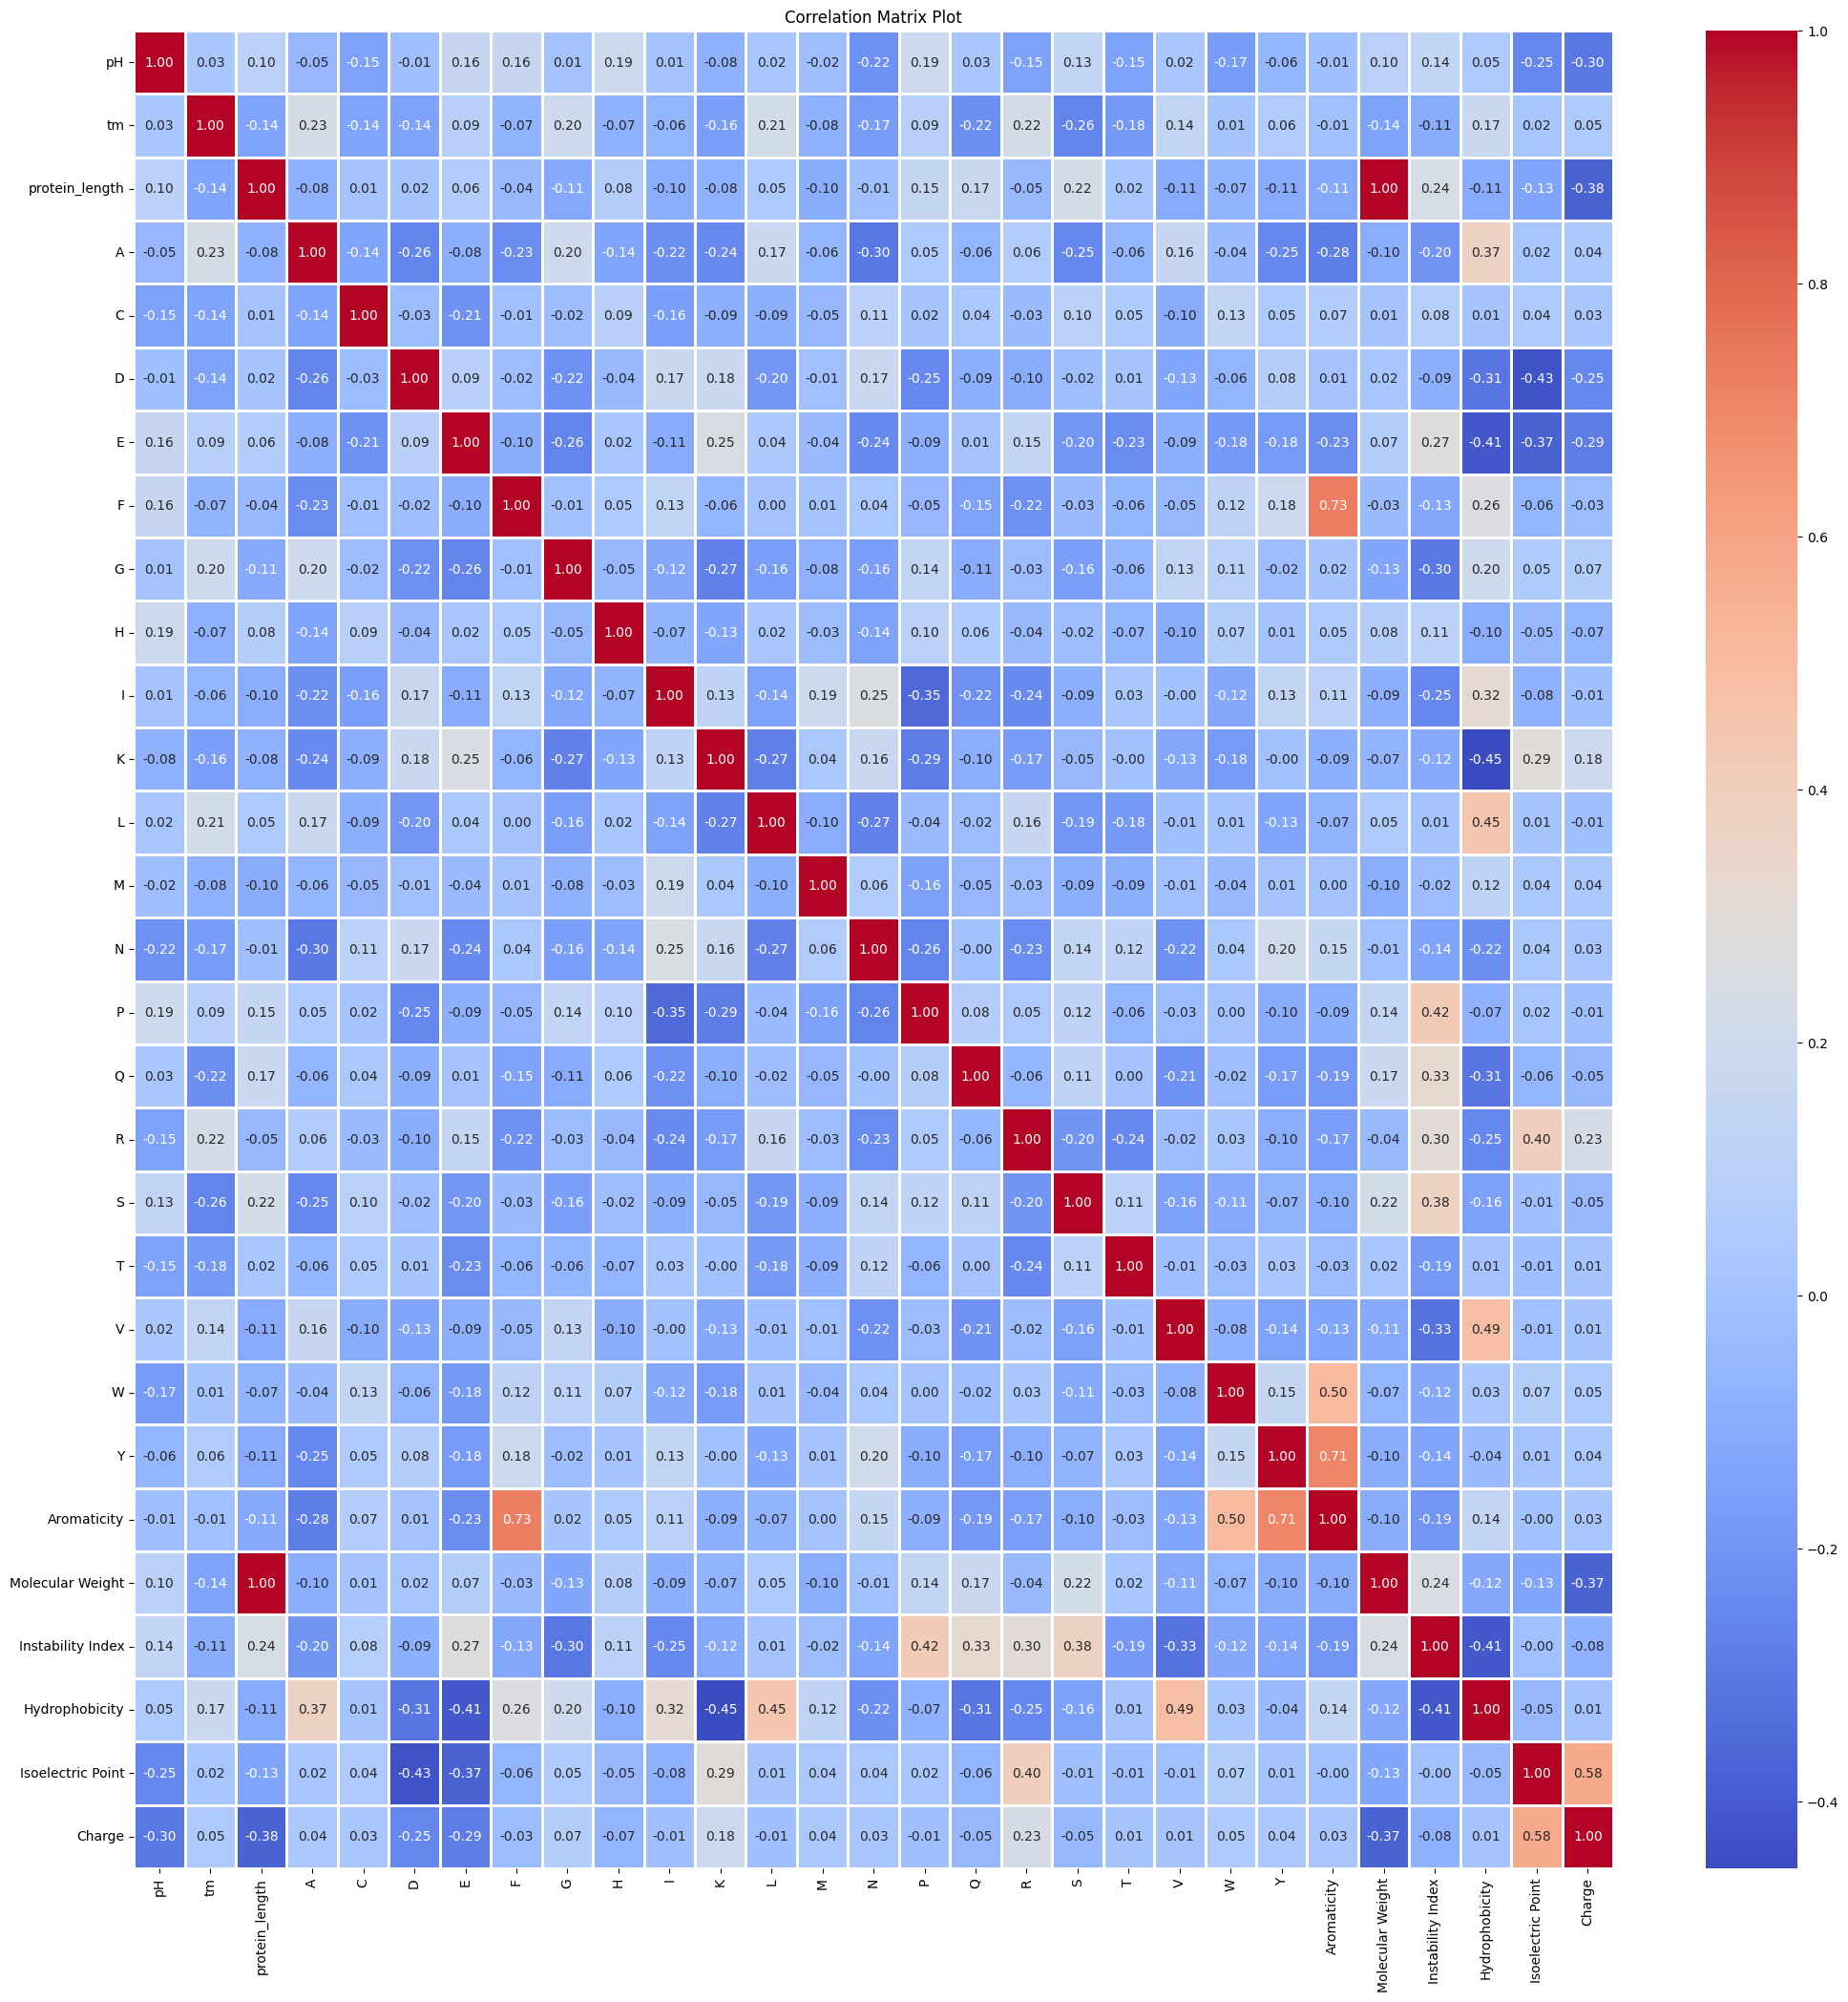 Correlation Matrix Plot
pH 1.00 0.03 0.10 -0.05 -0.15 -0.01 0.16 0.16 0.01 0.19 0.01 -0.08 0.02 -0.02 -0.22 0.19 0.03 -0.15 0.13 -0.15 0.02 -0.17 -0.06 -0.01 0.10 0.14 0.05 -0.25 -0.30
tm 0.03 1.00 -0.14 0.23 -0.14 -0.14 0.09 -0.07 0.20 -0.07 -0.06 -0.16 0.21 -0.08 -0.17 0.09 -0.22 0.22 -0.26 -0.18 0.14 0.01 0.06 -0.01 -0.14 -0.11 0.17 0.02 0.05
protein_length 0.10 -0.14 1.00 -0.08 0.01 0.02 0.06 -0.04 -0.11 0.08 -0.10 -0.08 0.05 -0.10 -0.01 0.15 0.17 -0.05 0.22 0.02 -0.11 -0.07 -0.11 -0.11 1.00 0.24 -0.11 -0.13 -0.38
A -0.05 0.23 -0.08 1.00 -0.14 -0.26 -0.08 -0.23 0.20 -0.14 -0.22 -0.24 0.17 -0.06 -0.30 0.05 -0.06 0.06 -0.25 -0.06 0.16 -0.04 -0.25 -0.28 -0.10 -0.20 0.37 0.02 0.04
C -0.15 -0.14 0.01 -0.14 1.00 -0.03 -0.21 -0.01 -0.02 0.09 -0.16 -0.09 -0.09 -0.05 0.11 0.02 0.04 -0.03 0.10 0.05 -0.10 0.13 0.05 0.07 0.01 0.08 0.01 0.04 0.03
D -0.01 -0.14 0.02 -0.26 -0.03 1.00 0.09 -0.02 -0.22 -0.04 0.17 0.18 -0.20 -0.01 0.17 -0.25 -0.09 -0.10 -0.02 0.01 -0.13 -0.06 0.08 0.01 0.02 -0.09 -0.31 -0.43 -0.25
E 0.16 0.09 0.06 -0.08 -0.21 0.09 1.00 -0.10 -0.26 0.02 -0.11 0.25 0.04 -0.04 -0.24 -0.09 0.01 0.15 -0.20 -0.23 -0.09 -0.18 -0.18 -0.23 0.07 0.27 -0.41 -0.37 -0.29
F 0.16 -0.07 -0.04 -0.23 -0.01 -0.02 -0.10 1.00 -0.01 0.05 0.13 -0.06 0.00 0.01 0.04 -0.05 -0.15 -0.22 -0.03 -0.06 -0.05 0.12 0.18 0.73 -0.03 -0.13 0.26 -0.06 -0.03
G 0.01 0.20 -0.11 0.20 -0.02 -0.22 -0.26 -0.01 1.00 -0.05 -0.12 -0.27 -0.16 -0.08 -0.16 0.14 -0.11 -0.03 -0.16 -0.06 0.13 0.11 -0.02 0.02 -0.13 -0.30 0.20 0.05 0.07
H 0.19 -0.07 0.08 -0.14 0.09 -0.04 0.02 0.05 -0.05 1.00 -0.07 -0.13 0.02 -0.03 -0.14 0.10 0.06 -0.04 -0.02 -0.07 -0.10 0.07 0.01 0.05 0.08 0.11 -0.10 -0.05 -0.07
I 0.01 -0.06 -0.10 -0.22 -0.16 0.17 -0.11 0.13 -0.12 -0.07 1.00 0.13 -0.14 0.19 0.25 -0.35 -0.22 -0.24 -0.09 0.03 -0.00 -0.12 0.13 0.11 -0.09 -0.25 0.32 -0.08 -0.01
K -0.08 -0.16 -0.08 -0.24 -0.09 0.18 0.25 -0.06 -0.27 -0.13 0.13 1.00 -0.27 0.04 0.16 -0.29 -0.10 -0.17 -0.05 -0.00 -0.13 -0.18 -0.00 -0.09 -0.07 -0.12 -0.45 0.29 0.18
L 0.02 0.21 0.05 0.17 -0.09 -0.20 0.04 0.00 -0.16 0.02 -0.14 -0.27 1.00 -0.10 -0.27 -0.04 -0.02 0.16 -0.19 -0.18 -0.01 0.01 -0.13 -0.07 0.05 0.01 0.45 0.01 -0.01
M -0.02 -0.08 -0.10 -0.06 -0.05 -0.01 -0.04 0.01 -0.08 -0.03 0.19 0.04 -0.10 1.00 0.06 -0.16 -0.05 -0.03 -0.09 -0.09 -0.01 -0.04 0.01 0.00 -0.10 -0.02 0.12 0.04 0.04
N -0.22 -0.17 -0.01 -0.30 0.11 0.17 -0.24 0.04 -0.16 -0.14 0.25 0.16 -0.27 0.06 1.00 -0.26 -0.00 -0.23 0.14 0.12 -0.22 0.04 0.20 0.15 -0.01 -0.14 -0.22 0.04 0.03
P 0.19 0.09 0.15 0.05 0.02 -0.25 -0.09 -0.05 0.14 0.10 -0.35 -0.29 -0.04 -0.16 -0.26 1.00 0.08 0.05 0.12 -0.06 -0.03 0.00 -0.10 -0.09 0.14 0.42 -0.07 0.02 -0.01
Q 0.03 -0.22 0.17 -0.06 0.04 -0.09 0.01 -0.15 -0.11 0.06 -0.22 -0.10 -0.02 -0.05 -0.00 0.08 1.00 -0.06 0.11 0.00 -0.21 -0.02 -0.17 -0.19 0.17 0.33 -0.31 -0.06 -0.05
R -0.15 0.22 -0.05 0.06 -0.03 -0.10 0.15 -0.22 -0.03 -0.04 -0.24 -0.17 0.16 -0.03 -0.23 0.05 -0.06 1.00 -0.20 -0.24 -0.02 0.03 -0.10 -0.17 -0.04 0.30 -0.25 0.40 0.23
S 0.13 -0.26 0.22 -0.25 0.10 -0.02 -0.20 -0.03 -0.16 -0.02 -0.09 -0.05 -0.19 -0.09 0.14 0.12 0.11 -0.20 1.00 0.11 -0.16 -0.11 -0.07 -0.10 0.22 0.38 -0.16 -0.01 -0.05
T -0.15 -0.18 0.02 -0.06 0.05 0.01 -0.23 -0.06 -0.06 -0.07 0.03 -0.00 -0.18 -0.09 0.12 -0.06 0.00 -0.24 0.11 1.00 -0.01 -0.03 0.03 -0.03 0.02 -0.19 0.01 -0.01 0.01
V 0.02 0.14 -0.11 0.16 -0.10 -0.13 -0.09 -0.05 0.13 -0.10 -0.00 -0.13 -0.01 -0.01 -0.22 -0.03 -0.21 -0.02 -0.16 -0.01 1.00 -0.08 -0.14 -0.13 -0.11 -0.33 0.49 -0.01 0.01
W -0.17 0.01 -0.07 -0.04 0.13 -0.06 -0.18 0.12 0.11 0.07 -0.12 -0.18 0.01 -0.04 0.04 0.00 -0.02 0.03 -0.11 -0.03 -0.08 1.00 0.15 0.50 -0.07 -0.12 0.03 0.07 0.05
Y -0.06 0.06 -0.11 -0.25 0.05 0.08 -0.18 0.18 -0.02 0.01 0.13 -0.00 -0.13 0.01 0.20 -0.10 -0.17 -0.10 -0.07 0.03 -0.14 0.15 1.00 0.71 -0.10 -0.14 -0.04 0.01 0.04
Aromaticity -0.01 -0.01 -0.11 -0.28 0.07 0.01 -0.23 0.73 0.02 0.05 0.11 -0.09 -0.07 0.00 0.15 -0.09 -0.19 -0.17 -0.10 -0.03 -0.13 0.50 0.71 1.00 -0.10 -0.19 0.14 -0.00 0.03
Molecular Weight 0.10 -0.14 1.00 -0.10 0.01 0.02 0.07 -0.03 -0.13 0.08 -0.09 -0.07 0.05 -0.10 -0.01 0.14 0.17 -0.04 0.22 0.02 -0.11 -0.07 -0.10 -0.10 1.00 0.24 -0.12 -0.13 -0.37
Instability Index 0.14 -0.11 0.24 -0.20 0.08 -0.09 0.27 -0.13 -0.30 0.11 -0.25 -0.12 0.01 -0.02 -0.14 0.42 0.33 0.30 0.38 -0.19 -0.33 -0.12 -0.14 -0.19 0.24 1.00 -0.41 -0.00 -0.08
Hydrophobicity 0.05 0.17 -0.11 0.37 0.01 -0.31 -0.41 0.26 0.20 -0.10 0.32 -0.45 0.45 0.12 -0.22 -0.07 -0.31 -0.25 -0.16 0.01 0.49 0.03 -0.04 0.14 -0.12 -0.41 1.00 -0.05 0.01
Isoelectric Point -0.25 0.02 -0.13 0.02 0.04 -0.43 -0.37 -0.06 0.05 -0.05 -0.08 0.29 0.01 0.04 0.04 0.02 -0.06 0.40 -0.01 -0.01 -0.01 0.07 0.01 -0.00 -0.13 -0.00 -0.05 1.00 0.58
Charge -0.30 0.05 -0.38 0.04 0.03 -0.25 -0.29 -0.03 0.07 -0.07 -0.01 0.18 -0.01 0.04 0.03 -0.01 -0.05 0.23 -0.05 0.01 0.01 0.05 0.04 0.03 -0.37 -0.08 0.01 0.58 1.00
pH tm protein_length A C D E F G H I K L M N P Q R S T V W Y Aromaticity Molecular Weight Instability Index Hydrophobicity Isoelectric Point Charge
1.0
0.8
0.6
0.4
0.2
0.0
−0.2
−0.4